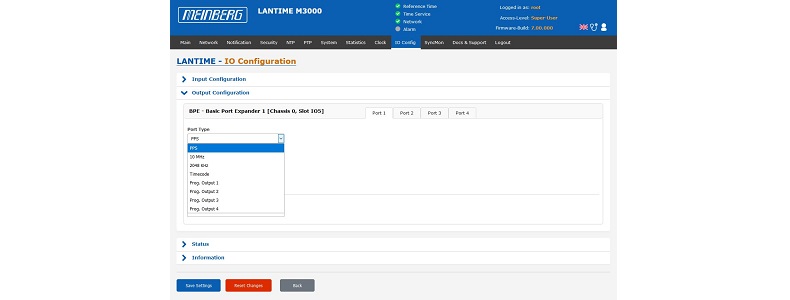 MEINBERG
LANTIME M3000
Reference Time
Time Service
Network
Alarm
Logged in as: root
Access-Level: Super-User
Firmware-Build: 7.00.000
Main Network Notification Security NTP PTP System Statistics Clock IO Config SyncMon Docs & Support Logout
LANTIME - IO Configuration
Input Configuration
Output Configuration
BPE - Basic Port Expander 1 [Chassis 0, Slot IO5] Port 1 Port 2 Port 3 Port 4
Port Type
PPS
PPS
10 MHz
2048 KHz
Timecode
Prog. Output 1
Prog. Output 2
Prog. Output 3
Prog. Output 4
Status
Information
Save Settings Reset Changes Back